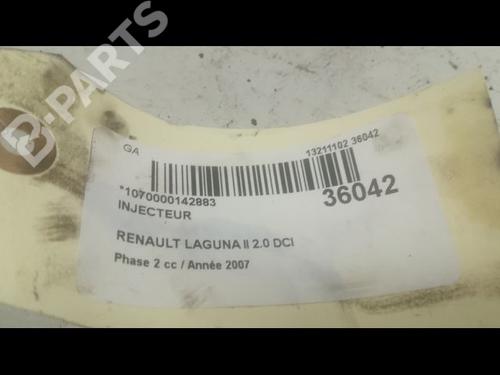 B-PARTS
GA
13211102 36042
*1070000142883
36042
INJECTEUR
RENAULT LAGUNA II 2.0 DCI
Phase 2 cc / Année 2007